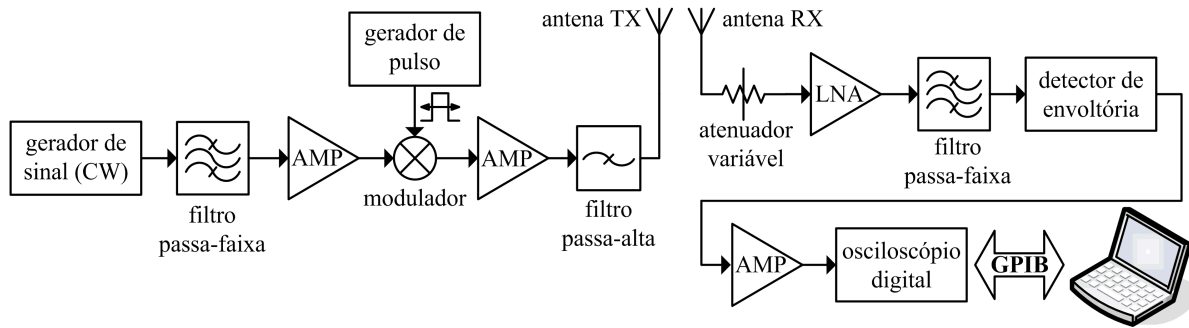 gerador de
sinal (CW)
filtro
passa-faixa
AMP
gerador de
pulso
modulador
AMP
filtro
passa-alta
antena TX
antena RX
atenuador
variável
LNA
filtro
passa-faixa
detector de
envoltória
AMP
osciloscópio
digital
GPIB